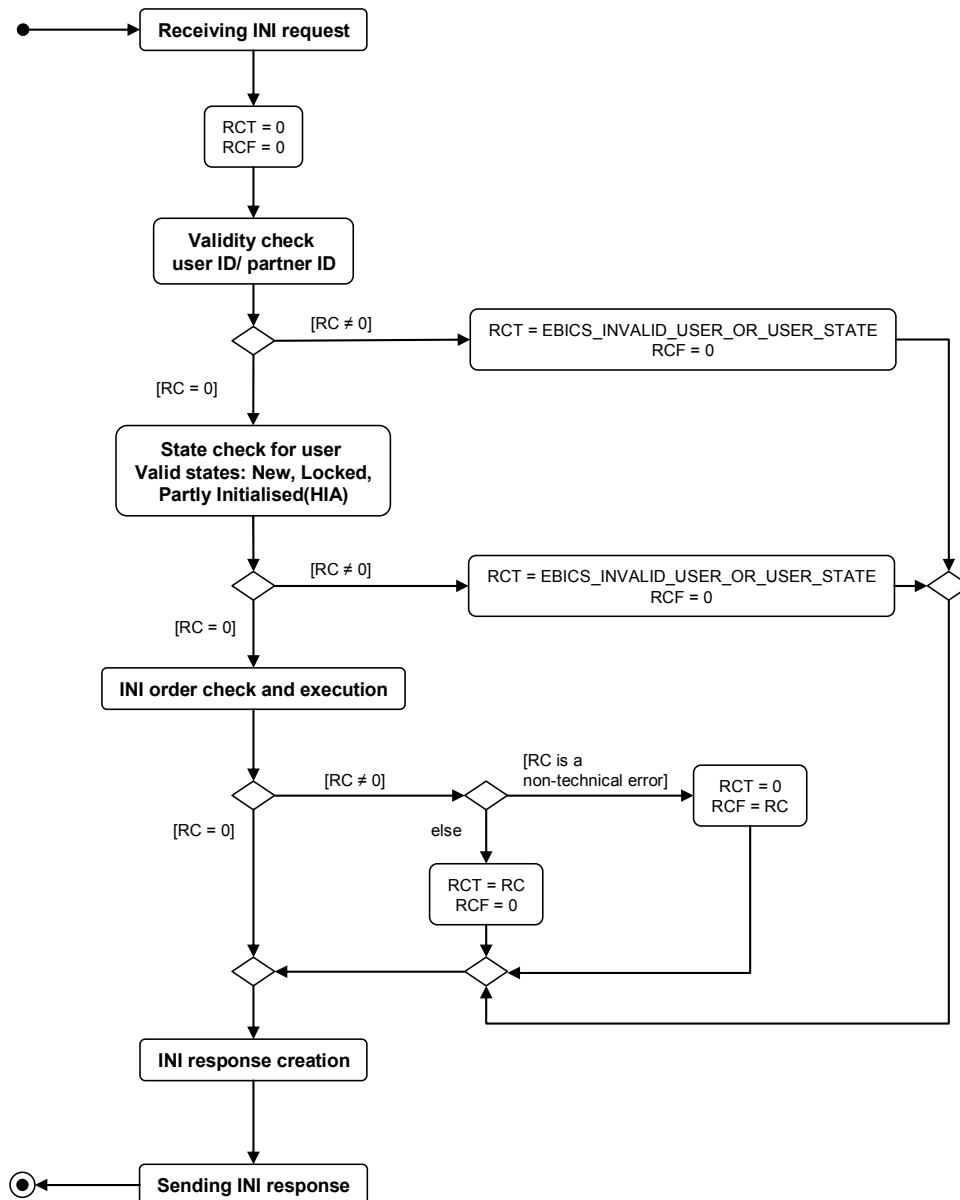 Receiving INI request
RCT = 0
RCF = 0
Validity check
user ID/ partner ID
[RC ≠ 0]
RCT = EBICS_INVALID_USER_OR_USER_STATE
RCF = 0
[RC = 0]
State check for user
Valid states: New, Locked,
Partly Initialised(HIA)
[RC ≠ 0]
RCT = EBICS_INVALID_USER_OR_USER_STATE
RCF = 0
[RC = 0]
INI order check and execution
[RC ≠ 0]
[RC is a
non-technical error]
RCT = 0
RCF = RC
[RC = 0]
else
RCT = RC
RCF = 0
INI response creation
Sending INI response